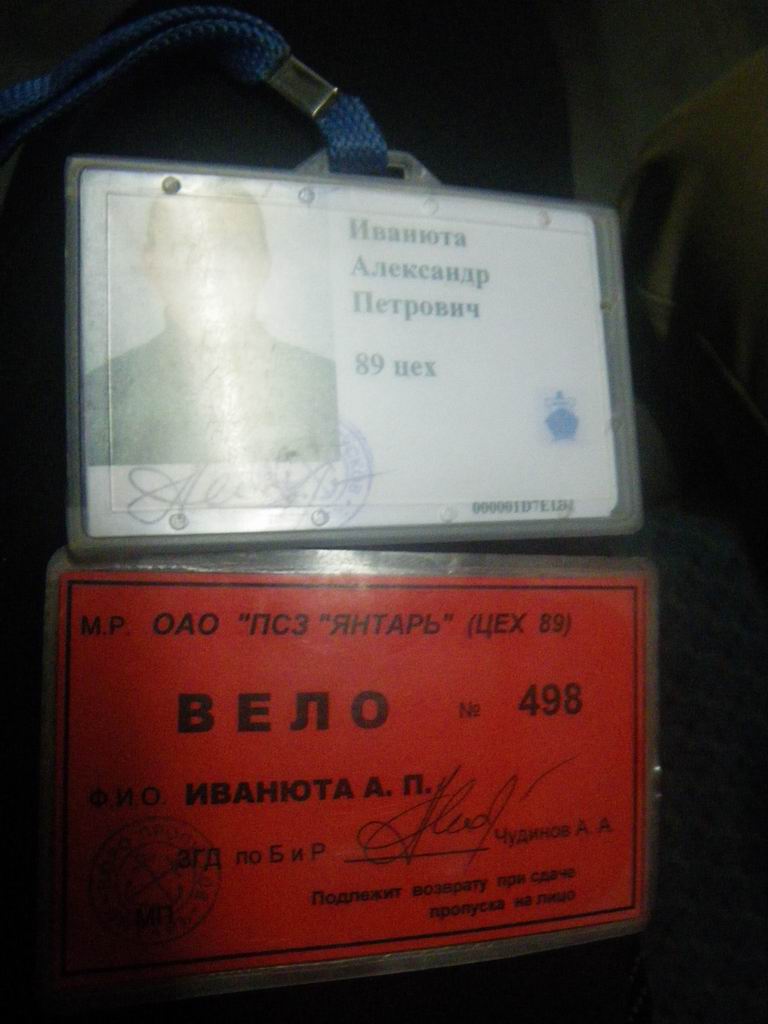 Иванюта
Александр
Петрович
89 цех
М.Р. ОАО "ПСЗ "ЯНТАРЬ" (ЦЕХ 89)
ВЕЛО № 498
Ф.И.О. ИВАНЮТА А. П.
ЗГД по Б и Р Чудинов А. А.
МП
Подлежит возврату при сдаче
пропуска на лицо